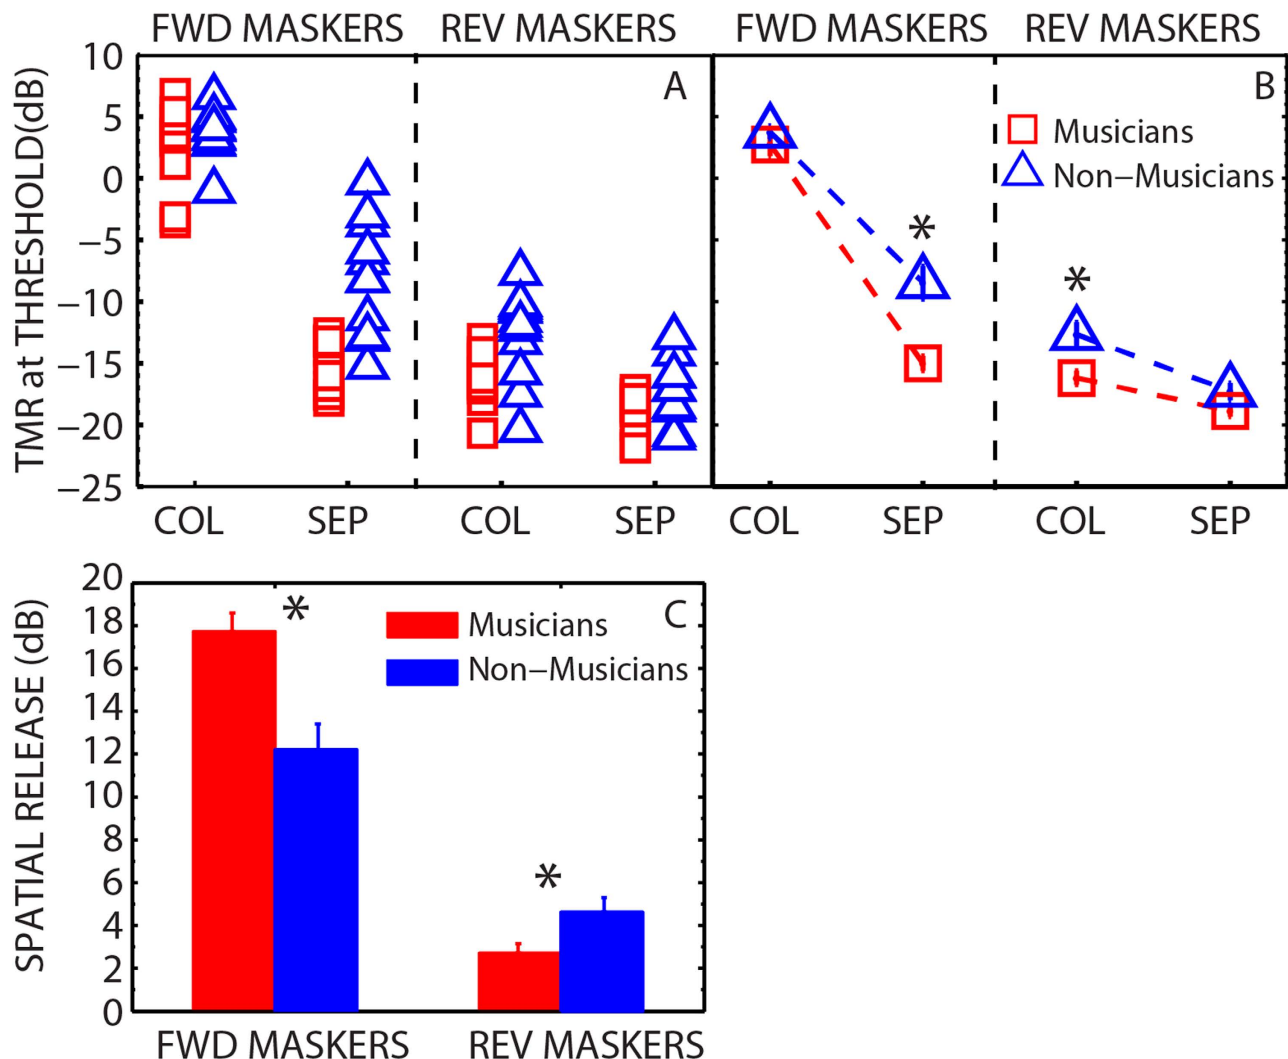 FWD MASKERS REV MASKERS FWD MASKERS REV MASKERS
TMR at THRESHOLD(dB)
10
5
0
−5
−10
−15
−20
−25
A
B
Musicians
Non−Musicians
*
*
COL SEP COL SEP COL SEP COL SEP
SPATIAL RELEASE (dB)
20
18
16
14
12
10
8
6
4
2
0
*
C
Musicians
Non−Musicians
*
FWD MASKERS REV MASKERS